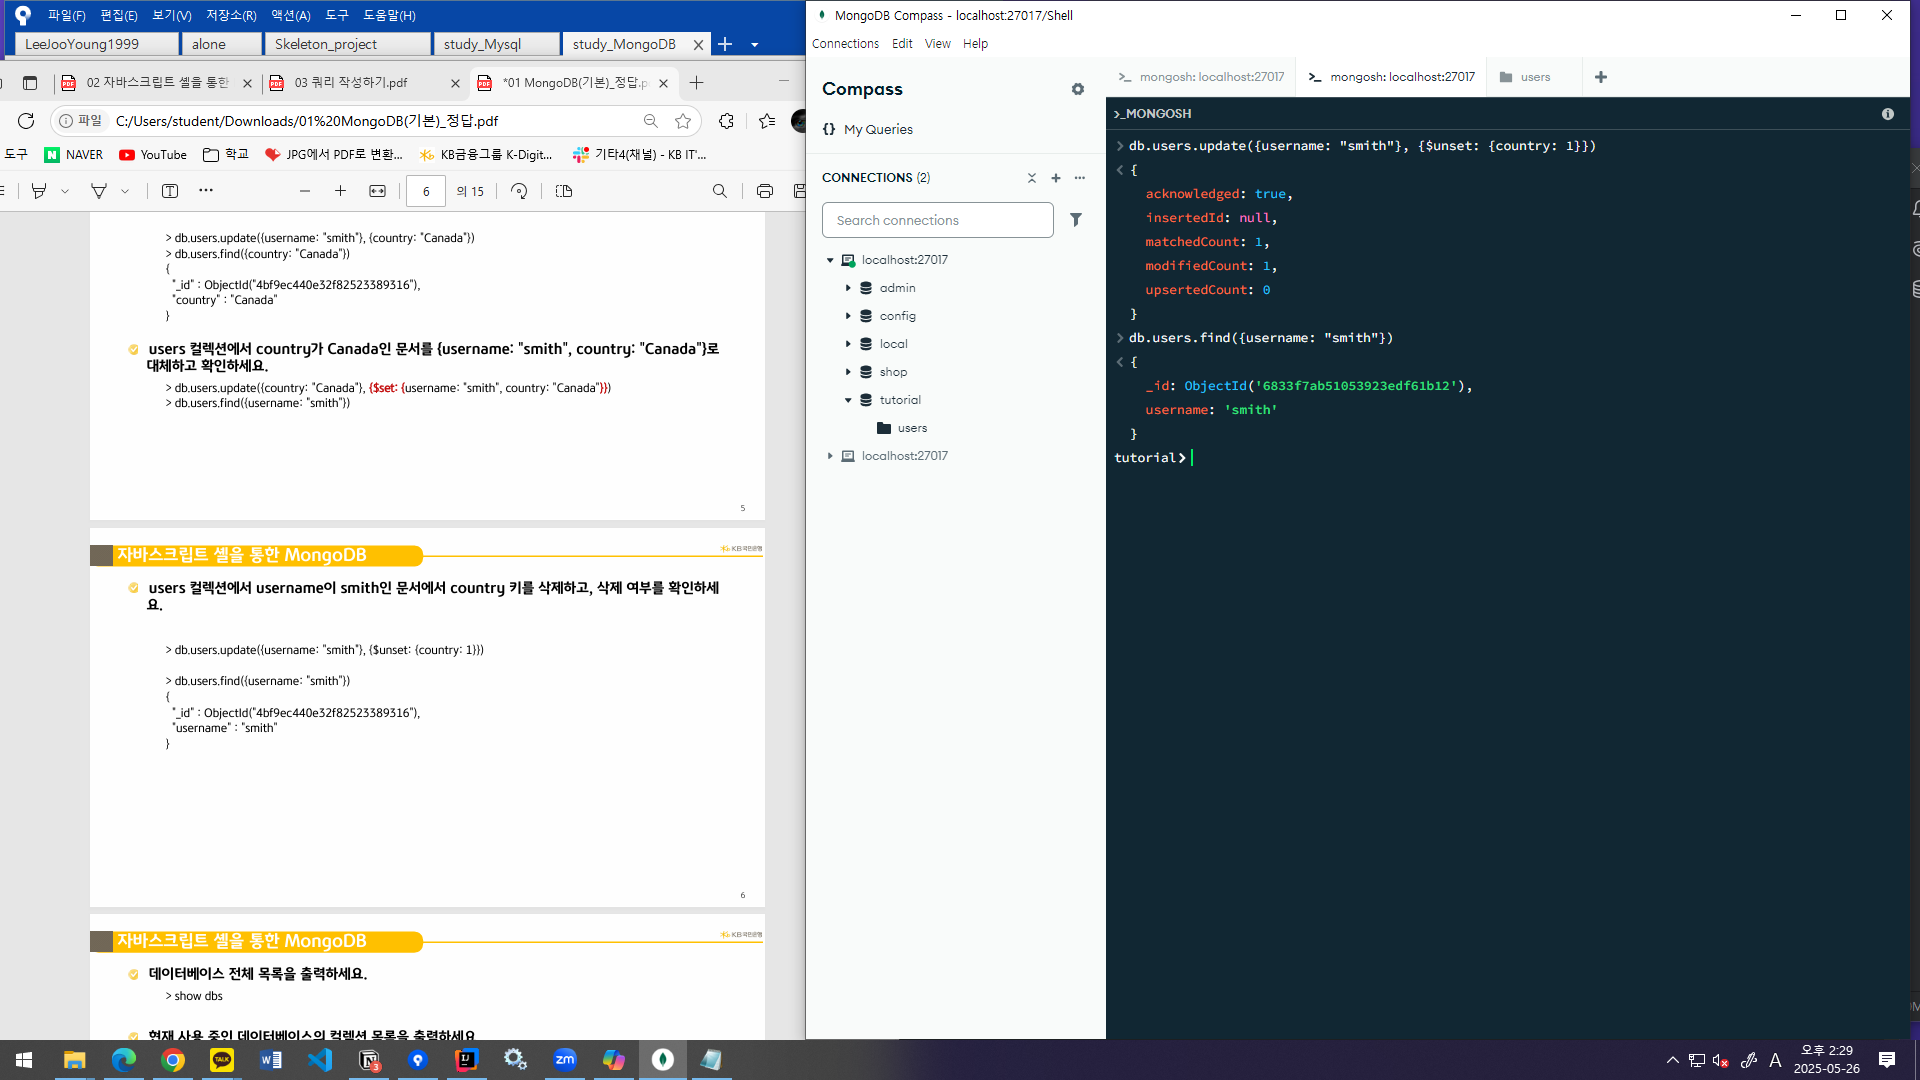 파일(F) 편집(E) 보기(V) 저장소(R) 액션(A) 도구 도움말(H)
LeeJooYoung1999 alone Skeleton_project study_Mysql study_MongoDB
02 자바스크립트 셸을 통한 03 쿼리 작성하기.pdf *01 MongoDB(기본)_정답.p
파일 C:/Users/student/Downloads/01%20MongoDB(기본)_정답.pdf
도구 NAVER YouTube 학교 JPG에서 PDF로 변환... KB금융그룹 K-Digit... 기타4(채널) - KB IT'...
6 의 15
> db.users.update({username: "smith"}, {country: "Canada"})
> db.users.find({country: "Canada"})
{
"_id" : ObjectId("4bf9ec440e32f82523389316"),
"country" : "Canada"
}
users 컬렉션에서 country가 Canada인 문서를 {username: "smith", country: "Canada"}로
대체하고 확인하세요.
> db.users.update({country: "Canada"}, {$set: {username: "smith", country: "Canada"}})
> db.users.find({username: "smith"})
5
자바스크립트 셸을 통한 MongoDB
KB국민은행
users 컬렉션에서 username이 smith인 문서에서 country 키를 삭제하고, 삭제 여부를 확인하세
요.
> db.users.update({username: "smith"}, {$unset: {country: 1}})
> db.users.find({username: "smith"})
{
"_id" : ObjectId("4bf9ec440e32f82523389316"),
"username" : "smith"
}
6
자바스크립트 셸을 통한 MongoDB
KB국민은행
데이터베이스 전체 목록을 출력하세요.
> show dbs
현재 사용 중인 데이터베이스의 컬렉션 목록을 출력하세요
MongoDB Compass - localhost:27017/Shell
Connections Edit View Help
Compass
{} My Queries
CONNECTIONS (2)
Search connections
localhost:27017
admin
config
local
shop
tutorial
users
localhost:27017
mongosh: localhost:27017 mongosh: localhost:27017 users
>_MONGOSH
db.users.update({username: "smith"}, {$unset: {country: 1}})
{
acknowledged: true,
insertedId: null,
matchedCount: 1,
modifiedCount: 1,
upsertedCount: 0
}
db.users.find({username: "smith"})
{
_id: ObjectId('6833f7ab51053923edf61b12'),
username: 'smith'
}
tutorial>
A 오후 2:29
2025-05-26